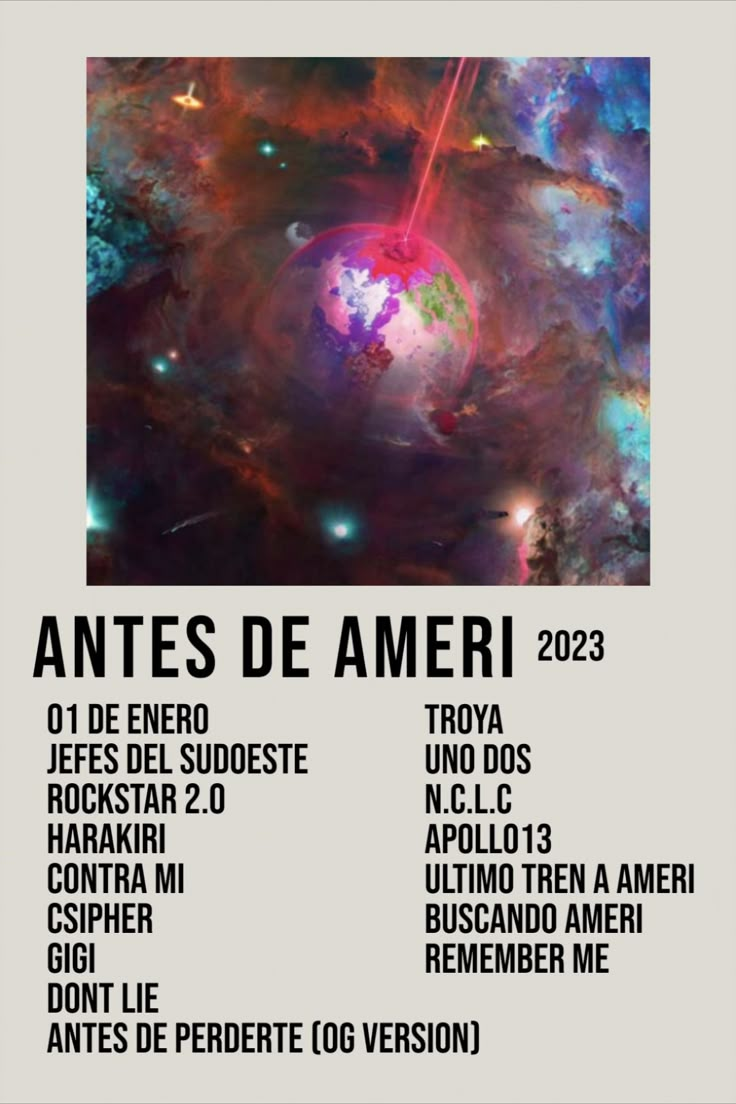 ANTES DE AMERI 2023
01 DE ENERO
JEFES DEL SUDOESTE
ROCKSTAR 2.0
HARAKIRI
CONTRA MI
CSIPHER
GIGI
DONT LIE
ANTES DE PERDERTE (OG VERSION)
TROYA
UNO DOS
N.C.L.C
APOLLO13
ULTIMO TREN A AMERI
BUSCANDO AMERI
REMEMBER ME